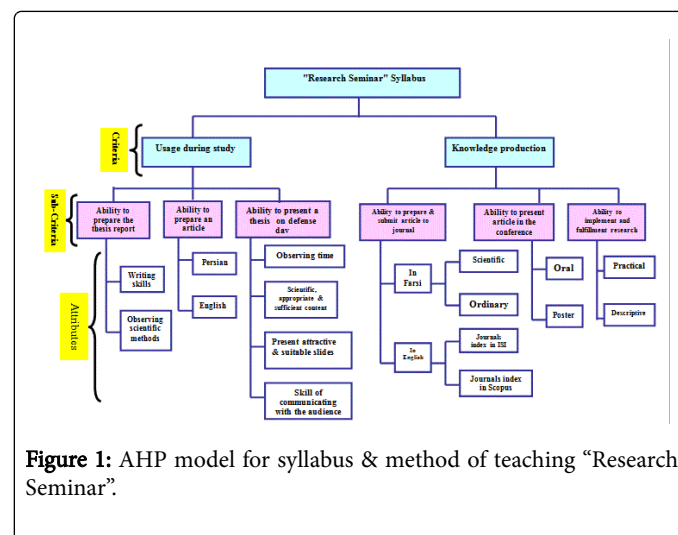 "Research Seminar" Syllabus
Criteria
Usage during study
Knowledge production
Sub-Criteria
Ability to
prepare the
thesis report
Ability to
prepare an
article
Ability to present a
thesis on defense
dav
Ability to prepare &
submit article to
journal
Ability to present
article in the
conference
Ability to
implement and
fulfillment research
Attributes
Writing
skills
Observing
scientific
methods
Persian
English
Observing time
Scientific,
appropriate &
sufficient content
Present attractive
& suitable slides
Skill of
communicating
with the audience
In
Farsi
Scientific
Ordinary
In
English
Journals
index in ISI
Journals index
in Scopus
Oral
Poster
Practical
Descriptive
Figure 1: AHP model for syllabus & method of teaching “Research
Seminar”.